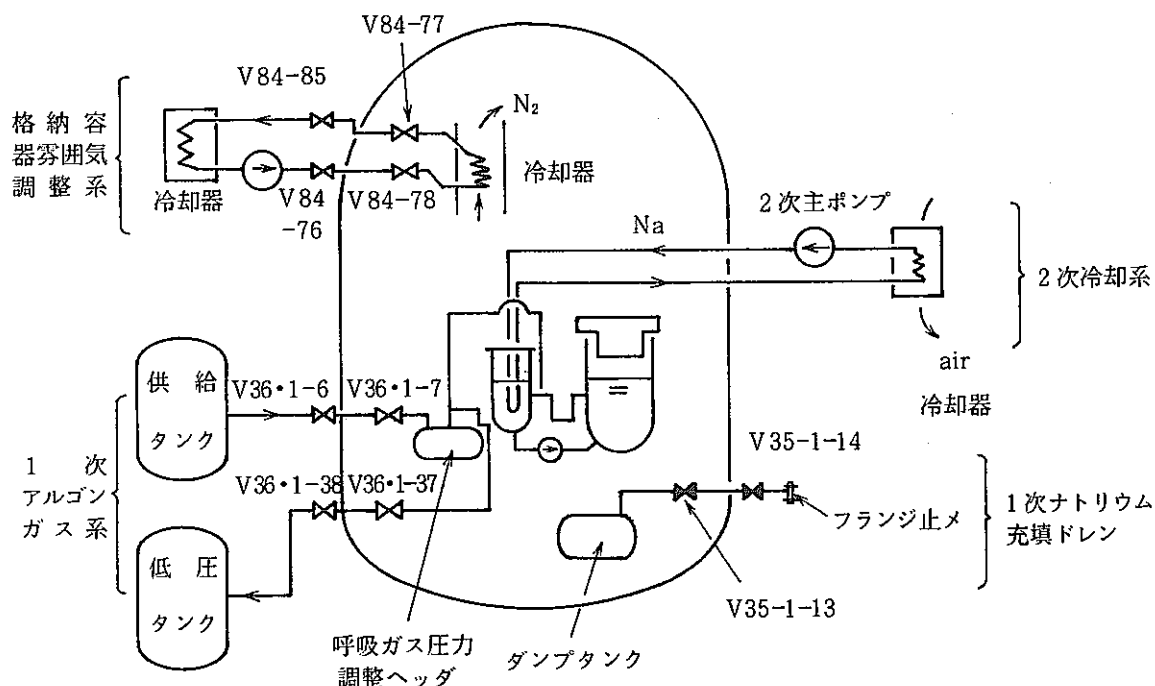 V84-77
V84-85
N₂
格納容
器雰囲気
調整系
冷却器
冷却器
V84
-76
V84-78
2次主ポンプ
Na
2次冷却系
air
冷却器
供給
タンク
V36・1-6
V36・1-7
1次
アルゴン
ガス系
V36・1-38
V36・1-37
低圧
タンク
V35-1-14
フランジ止メ
1次ナトリウム
充填ドレン
V35-1-13
呼吸ガス圧力
調整ヘッダ
ダンプタンク